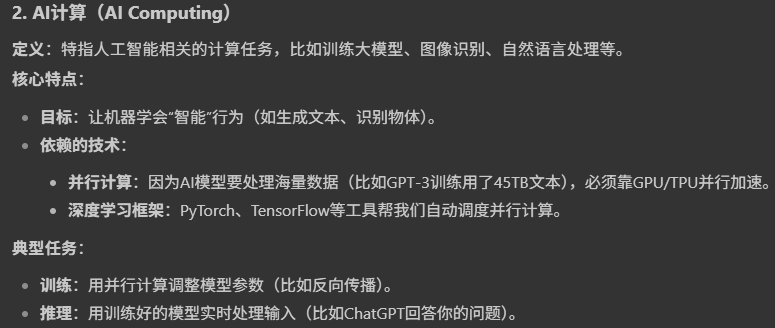 2. AI计算（AI Computing）
定义：特指人工智能相关的计算任务，比如训练大模型、图像识别、自然语言处理等。
核心特点：
目标：让机器学会"智能"行为（如生成文本、识别物体）。
依赖的技术：
并行计算：因为AI模型要处理海量数据（比如GPT-3训练用了45TB文本），必须靠GPU/TPU并行加速。
深度学习框架：PyTorch、TensorFlow等工具帮我们自动调度并行计算。
典型任务：
训练：用并行计算调整模型参数（比如反向传播）。
推理：用训练好的模型实时处理输入（比如ChatGPT回答你的问题）。